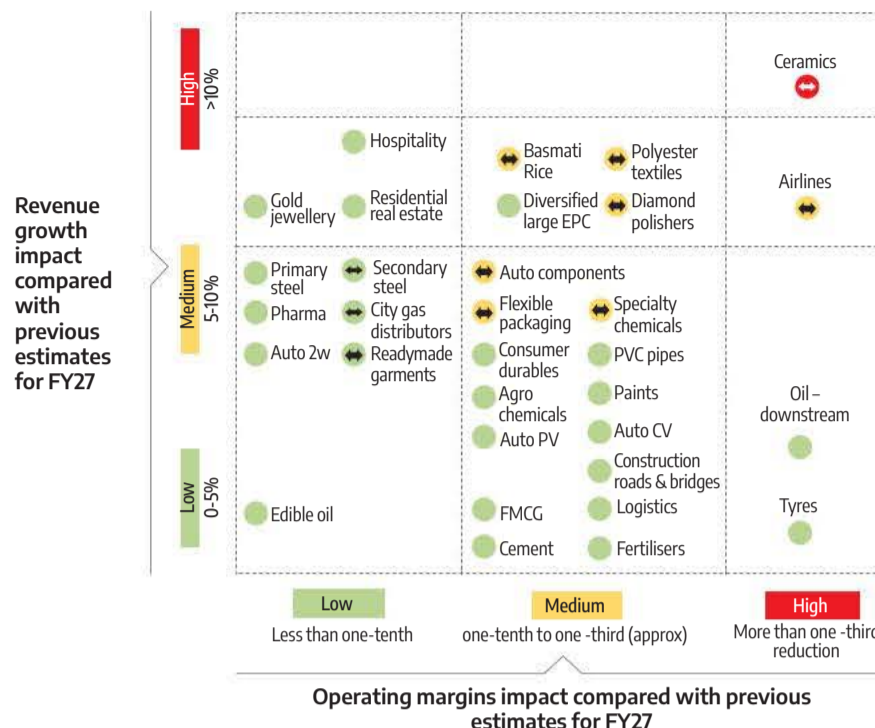 High
>10%
Ceramics
Hospitality
Basmati
Rice
Polyester
textiles
Gold
jewellery
Residential
real estate
Diversified
large EPC
Diamond
polishers
Airlines
Revenue
growth
impact
compared
with
previous
estimates
for FY27
Medium
5-10%
Primary
steel
Secondary
steel
Auto components
Pharma
City gas
distributors
Flexible
packaging
Specialty
chemicals
Auto 2w
Readymade
garments
Consumer
durables
PVC pipes
Agro
chemicals
Paints
Oil –
downstream
Auto PV
Auto CV
Construction
roads & bridges
Low
0-5%
Edible oil
FMCG
Logistics
Tyres
Cement
Fertilisers
Low
Less than one-tenth
Medium
one-tenth to one -third (approx)
High
More than one -third
reduction
Operating margins impact compared with previous
estimates for FY27